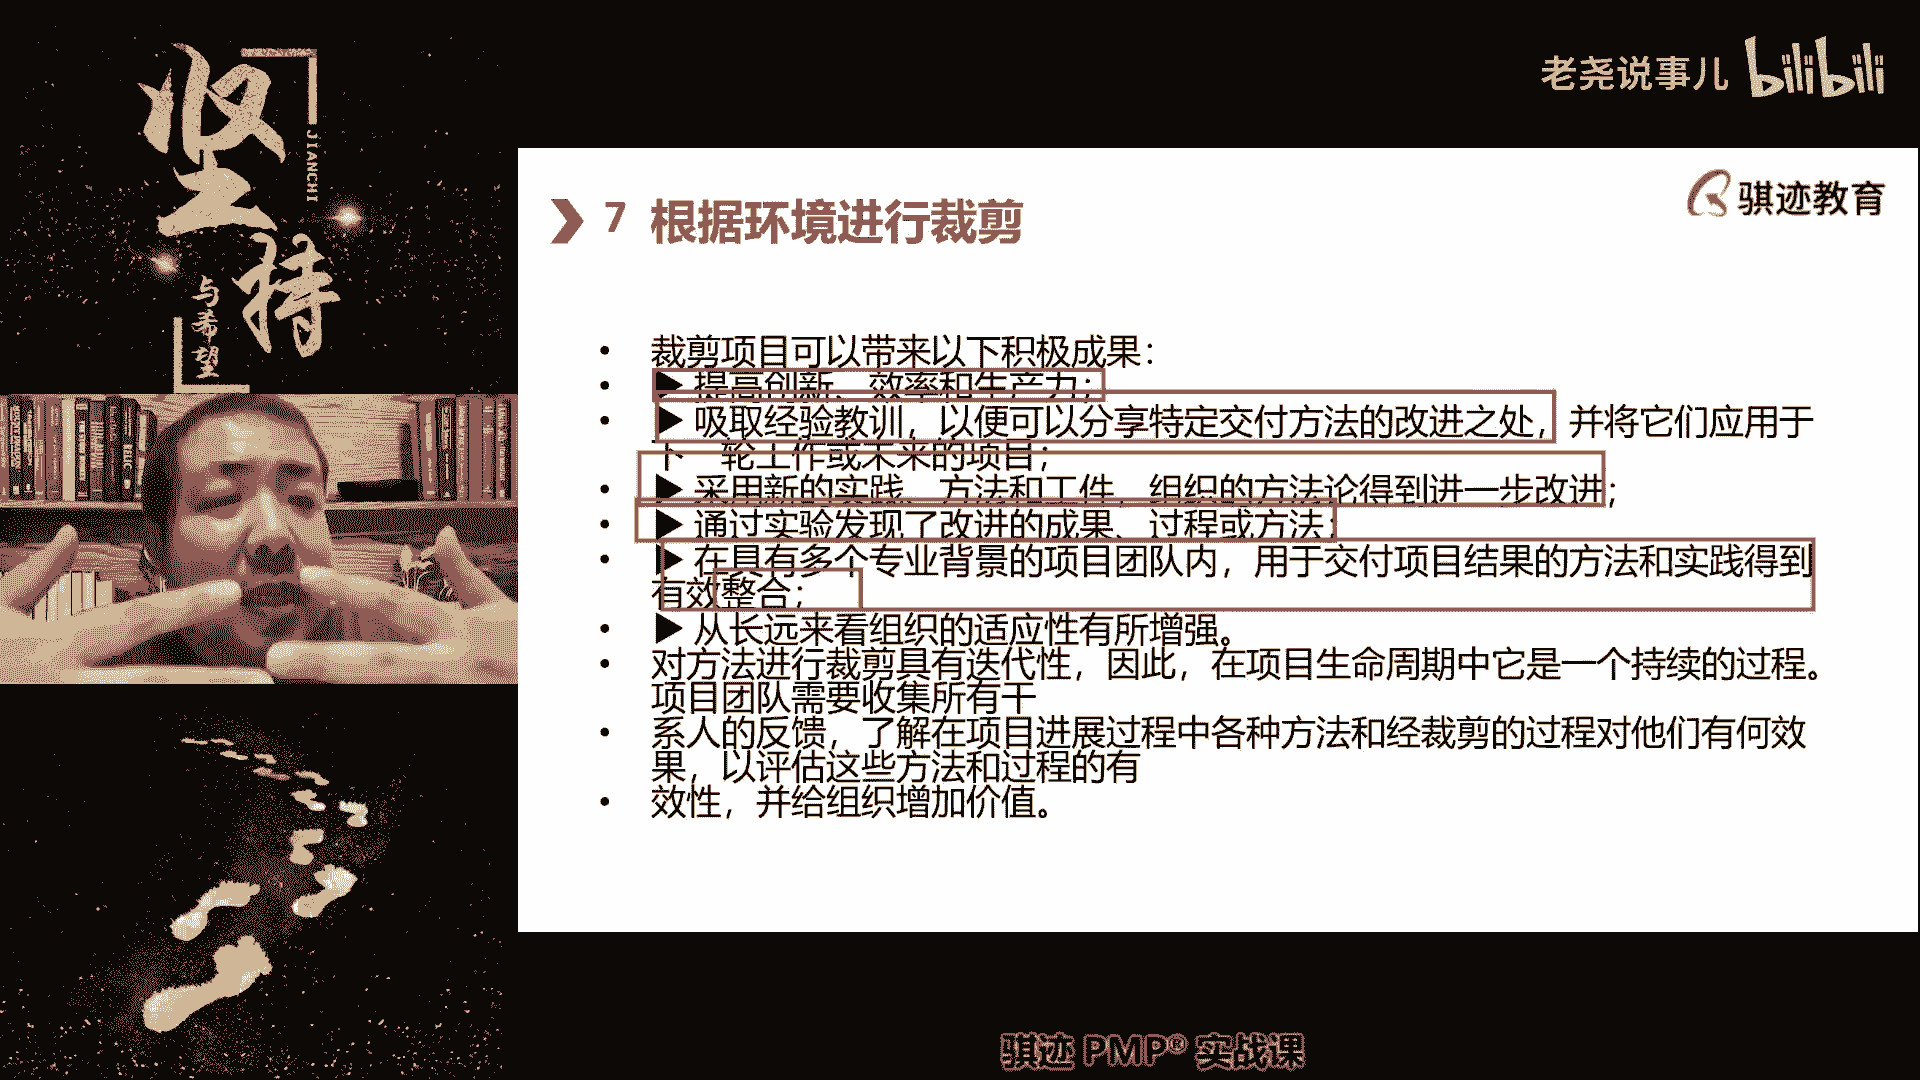 坚持
JIANCHI
与希望
老尧说事儿 bilibili
骐迹教育
7 根据环境进行裁剪
• 裁剪项目可以带来以下积极成果：
• ▶ 提高创新、效率和生产力；
• ▶ 吸取经验教训，以便可以分享特定交付方法的改进之处，并将它们应用于
下一轮工作或未来的项目；
• ▶ 采用新的实践、方法和工件，组织的方法论得到进一步改进；
• ▶ 通过实验发现了改进的成果、过程或方法；
• ▶ 在具有多个专业背景的项目团队内，用于交付项目结果的方法和实践得到
有效整合；
• ▶ 从长远来看组织的适应性有所增强。
• 对方法进行裁剪具有迭代性，因此，在项目生命周期中它是一个持续的过程。
项目团队需要收集所有干
• 系人的反馈，了解在项目进展过程中各种方法和经裁剪的过程对他们有何效
果，以评估这些方法和过程的有
• 效性，并给组织增加价值。
骐迹 PMP® 实战课